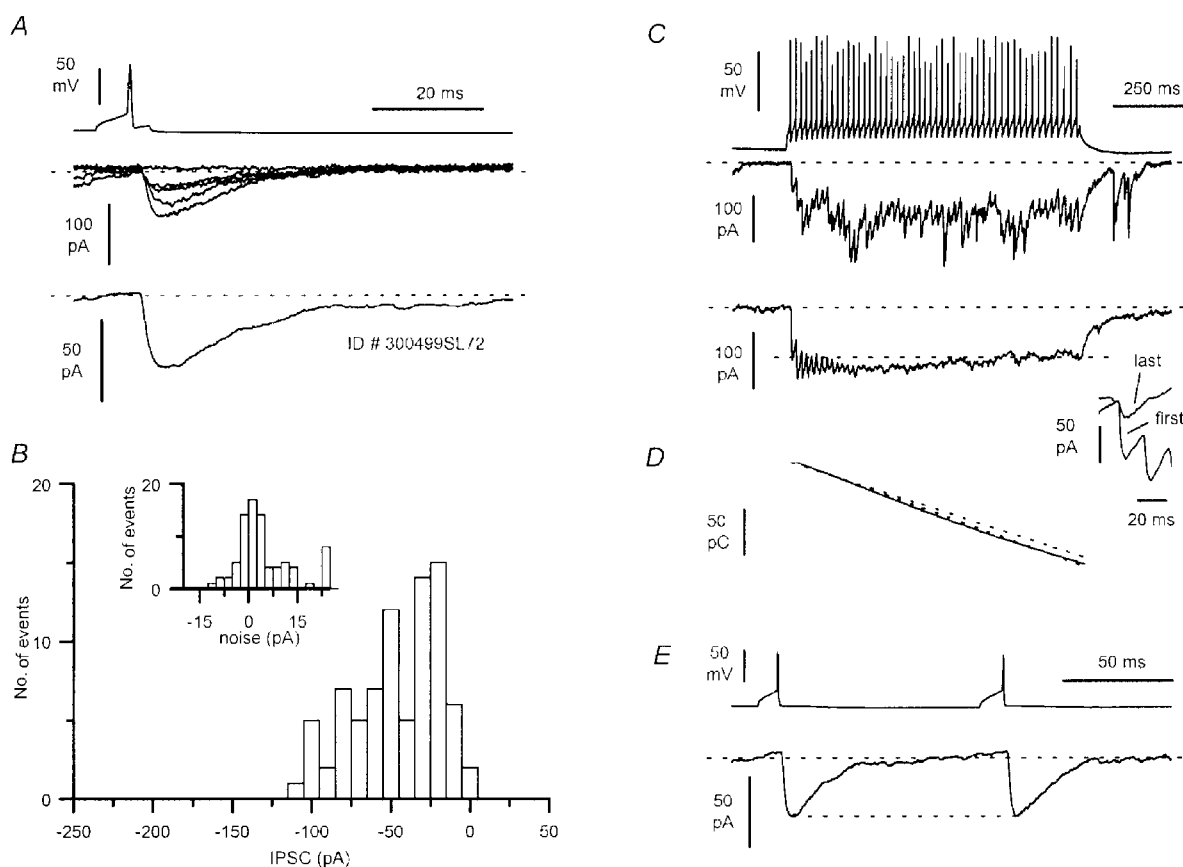 A
50
mV
20 ms
100
pA
50
pA
ID # 300499SL72
B
20
10
0
No. of events
-250
-200
-150
-100
-50
0
50
IPSC (pA)
20
0
No. of events
-15
0
15
noise (pA)
C
50
mV
250 ms
100
pA
100
pA
last
first
50
pA
20 ms
D
50
pC
E
50
mV
50 ms
50
pA